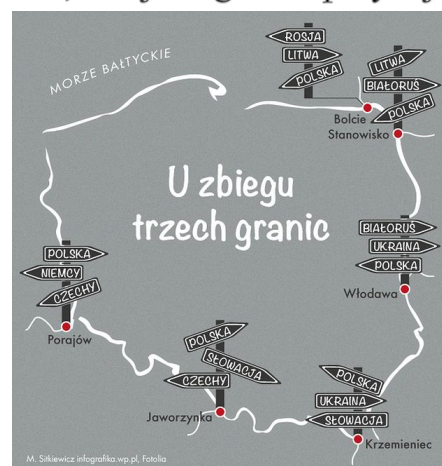 MORZE BAŁTYCKIE
ROSJA
LITWA
POLSKA
Bolcie
LITWA
BIAŁORUŚ
POLSKA
Stanowisko
U zbiegu
trzech granic
BIAŁORUŚ
UKRAINA
POLSKA
Włodawa
POLSKA
NIEMCY
CZECHY
Porajów
POLSKA
SŁOWACJA
CZECHY
Jaworzynka
POLSKA
UKRAINA
SŁOWACJA
Krzemieniec
M. Sitkiewicz infografika.wp.pl, Fotolia